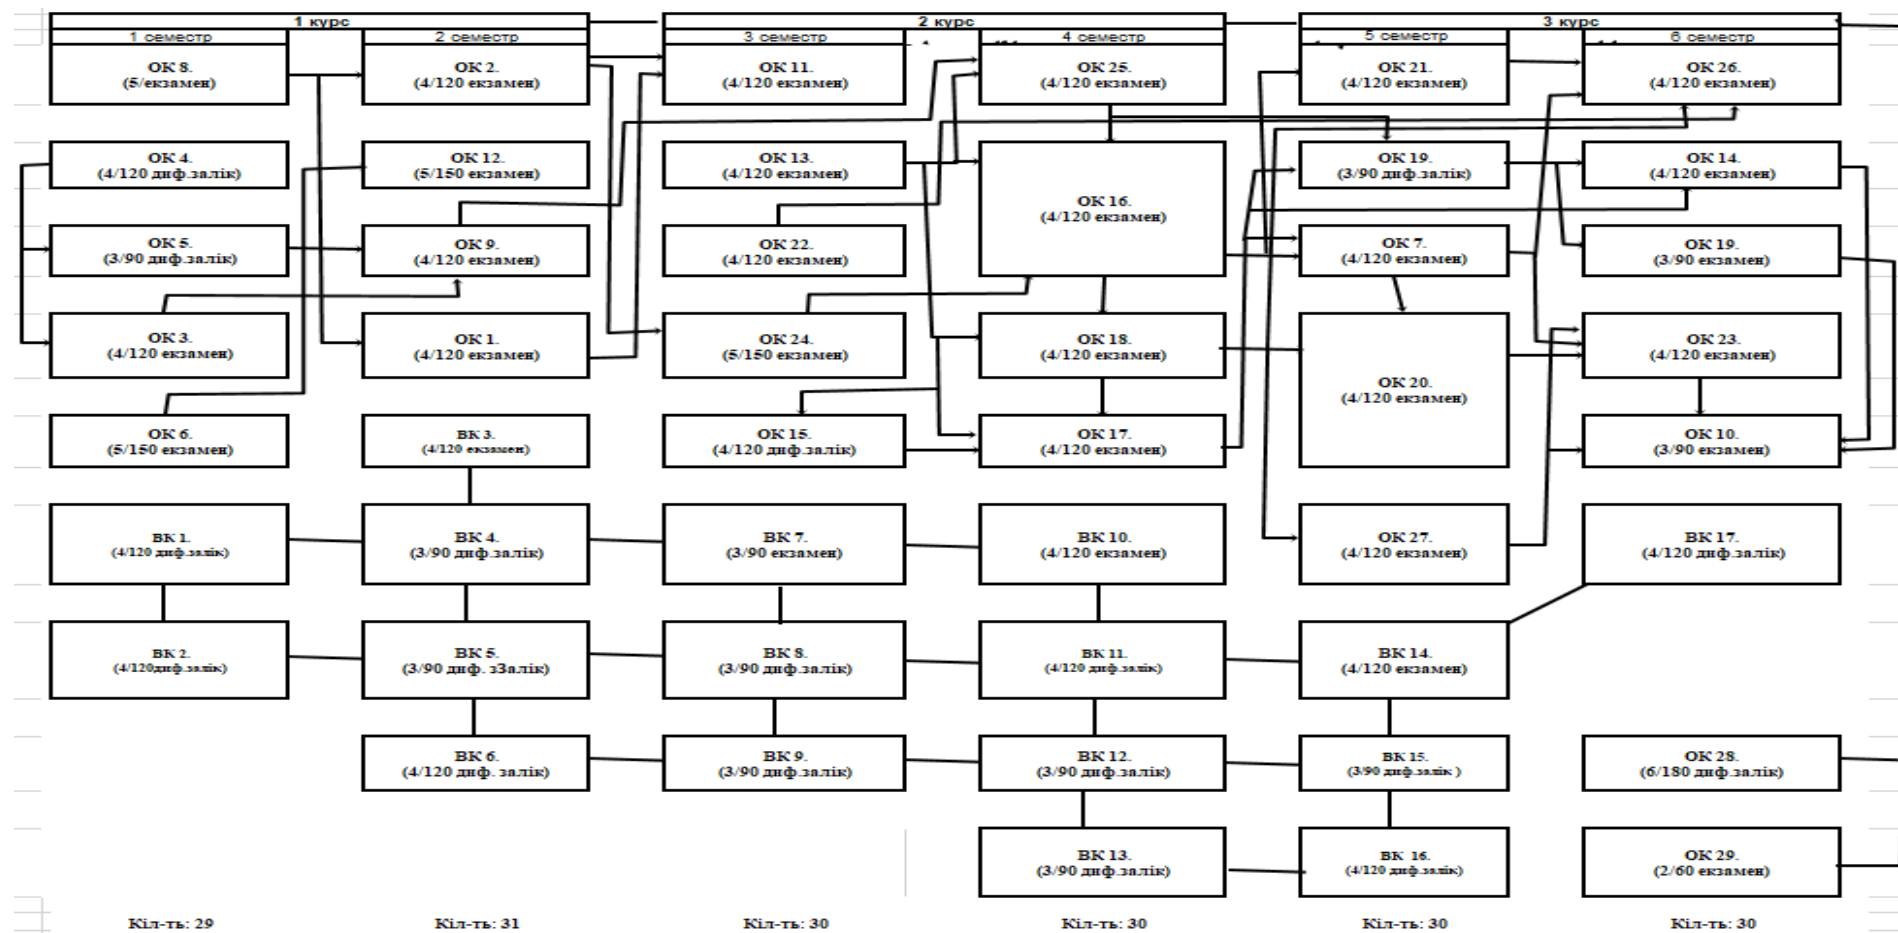 1 курс
2 курс
3 курс
1 семестр
2 семестр
3 семестр
4 семестр
5 семестр
6 семестр
ОК 8.
(5/екзамен)
ОК 2.
(4/120 екзамен)
ОК 11.
(4/120 екзамен)
ОК 25.
(4/120 екзамен)
ОК 21.
(4/120 екзамен)
ОК 26.
(4/120 екзамен)
ОК 4.
(4/120 диф.залік)
ОК 12.
(5/150 екзамен)
ОК 13.
(4/120 екзамен)
ОК 16.
(4/120 екзамен)
ОК 19.
(3/90 диф.залік)
ОК 14.
(4/120 екзамен)
ОК 5.
(3/90 диф.залік)
ОК 9.
(4/120 екзамен)
ОК 22.
(4/120 екзамен)
ОК 7.
(4/120 екзамен)
ОК 19.
(3/90 екзамен)
ОК 3.
(4/120 екзамен)
ОК 1.
(4/120 екзамен)
ОК 24.
(5/150 екзамен)
ОК 18.
(4/120 екзамен)
ОК 20.
(4/120 екзамен)
ОК 23.
(4/120 екзамен)
ОК 6.
(5/150 екзамен)
ВК 3.
(4/120 екзамен)
ОК 15.
(4/120 диф.залік)
ОК 17.
(4/120 екзамен)
ОК 10.
(3/90 екзамен)
ВК 1.
(4/120 диф.залік)
ВК 4.
(3/90 диф.залік)
ВК 7.
(3/90 екзамен)
ВК 10.
(4/120 екзамен)
ОК 27.
(4/120 екзамен)
ВК 17.
(4/120 диф.залік)
ВК 2.
(4/120диф.залік)
ВК 5.
(3/90 диф. зЗалік)
ВК 8.
(3/90 диф.залік)
ВК 11.
(4/120 диф.залік)
ВК 14.
(4/120 екзамен)
ВК 6.
(4/120 диф. залік)
ВК 9.
(3/90 диф.залік)
ВК 12.
(3/90 диф.залік)
ВК 15.
(3/90 диф.залік )
ОК 28.
(6/180 диф.залік)
ВК 13.
(3/90 диф.залік)
ВК 16.
(4/120 диф.залік)
ОК 29.
(2/60 екзамен)
Кіл-ть: 29
Кіл-ть: 31
Кіл-ть: 30
Кіл-ть: 30
Кіл-ть: 30
Кіл-ть: 30